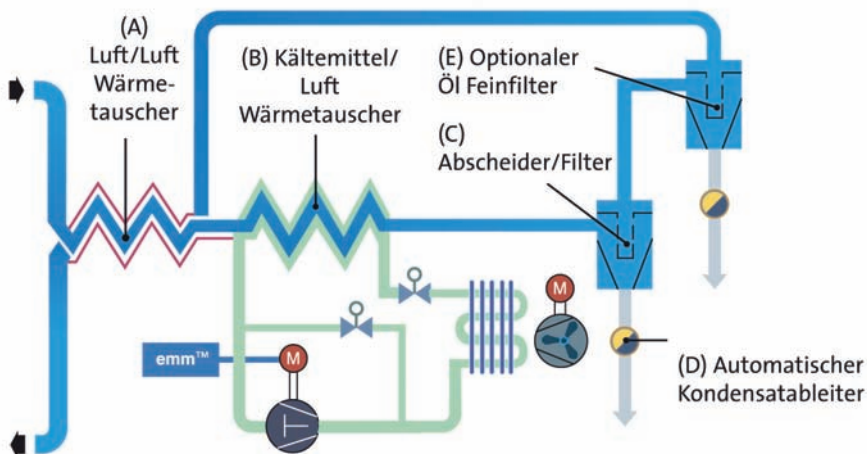 (A)
Luft/Luft
Wärme-
tauscher
(B) Kältemittel/
Luft
Wärmetauscher
(E) Optionaler
Öl Feinfilter
(C)
Abscheider/Filter
M
emm™
M
(D) Automatischer
Kondensatableiter